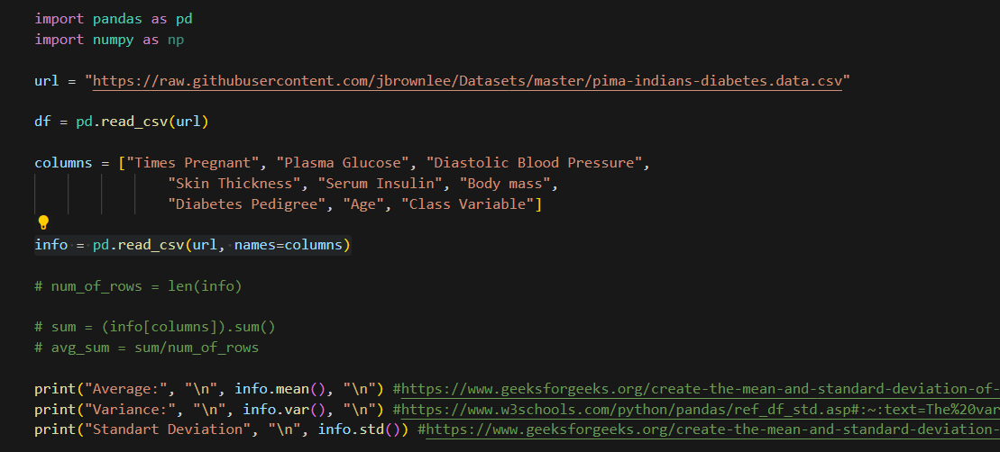 import pandas as pd
import numpy as np
url = "https://raw.githubusercontent.com/jbrownlee/Datasets/master/pima-indians-diabetes.data.csv"
df = pd.read_csv(url)
columns = ["Times Pregnant", "Plasma Glucose", "Diastolic Blood Pressure",
"Skin Thickness", "Serum Insulin", "Body mass",
"Diabetes Pedigree", "Age", "Class Variable"]
info = pd.read_csv(url, names=columns)
# num_of_rows = len(info)
# sum = (info[columns]).sum()
# avg_sum = sum/num_of_rows
print("Average:", "\n", info.mean(), "\n") #https://www.geeksforgeeks.org/create-the-mean-and-standard-deviation-of-
print("Variance:", "\n", info.var(), "\n") #https://www.w3schools.com/python/pandas/ref_df_std.asp#:~:text=The%20var
print("Standart Deviation", "\n", info.std()) #https://www.geeksforgeeks.org/create-the-mean-and-standard-deviation-